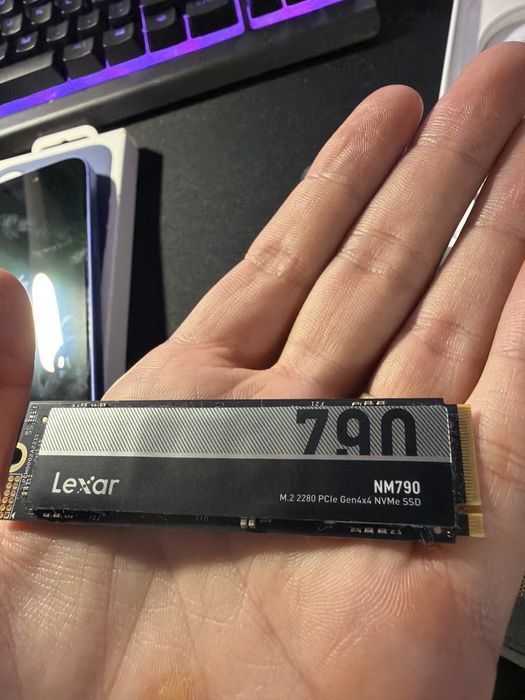 790
Lexar
NM790
M.2 2280 PCIe Gen4x4 NVMe SSD